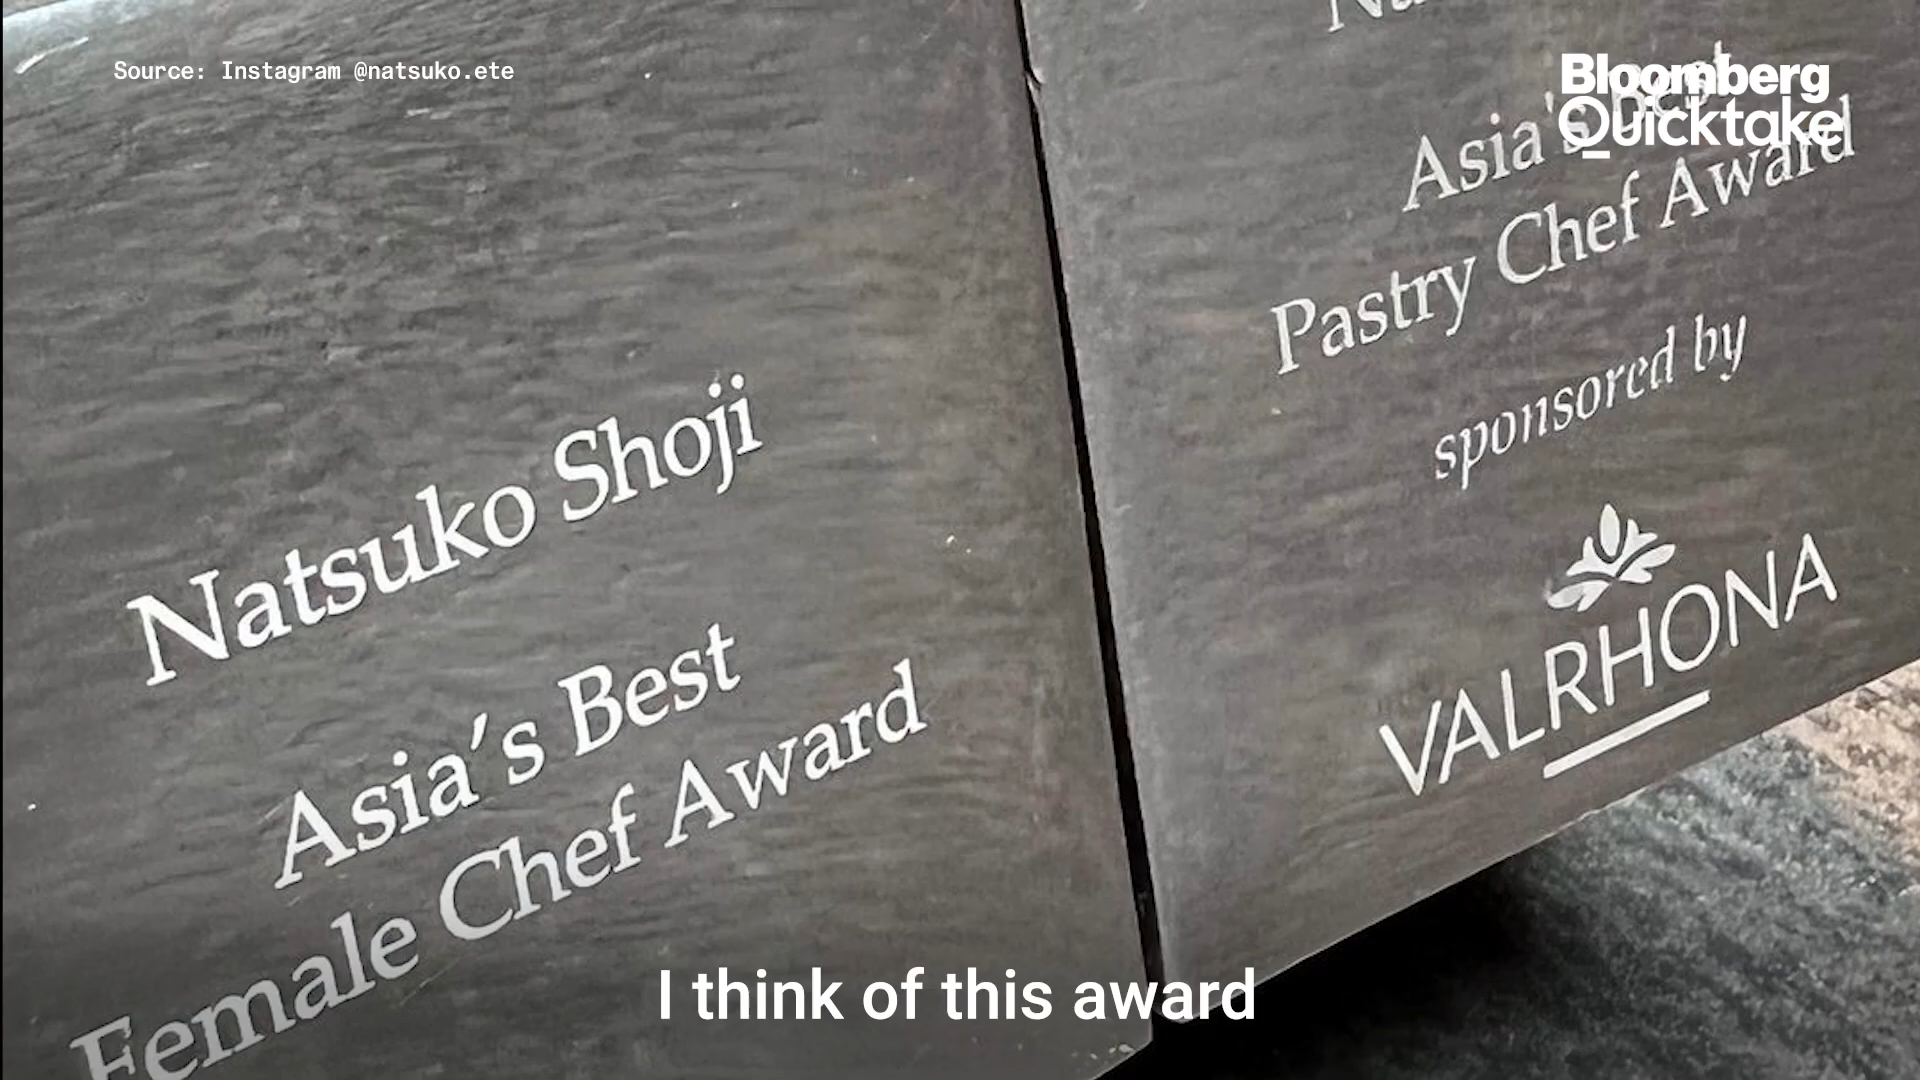 Source: Instagram @natsuko.ete
Bloomberg
Quicktake
Natsuko Shoji
Asia's Best
Female Chef Award
Asia's Best
Pastry Chef Award
sponsored by
VALRHONA
I think of this award